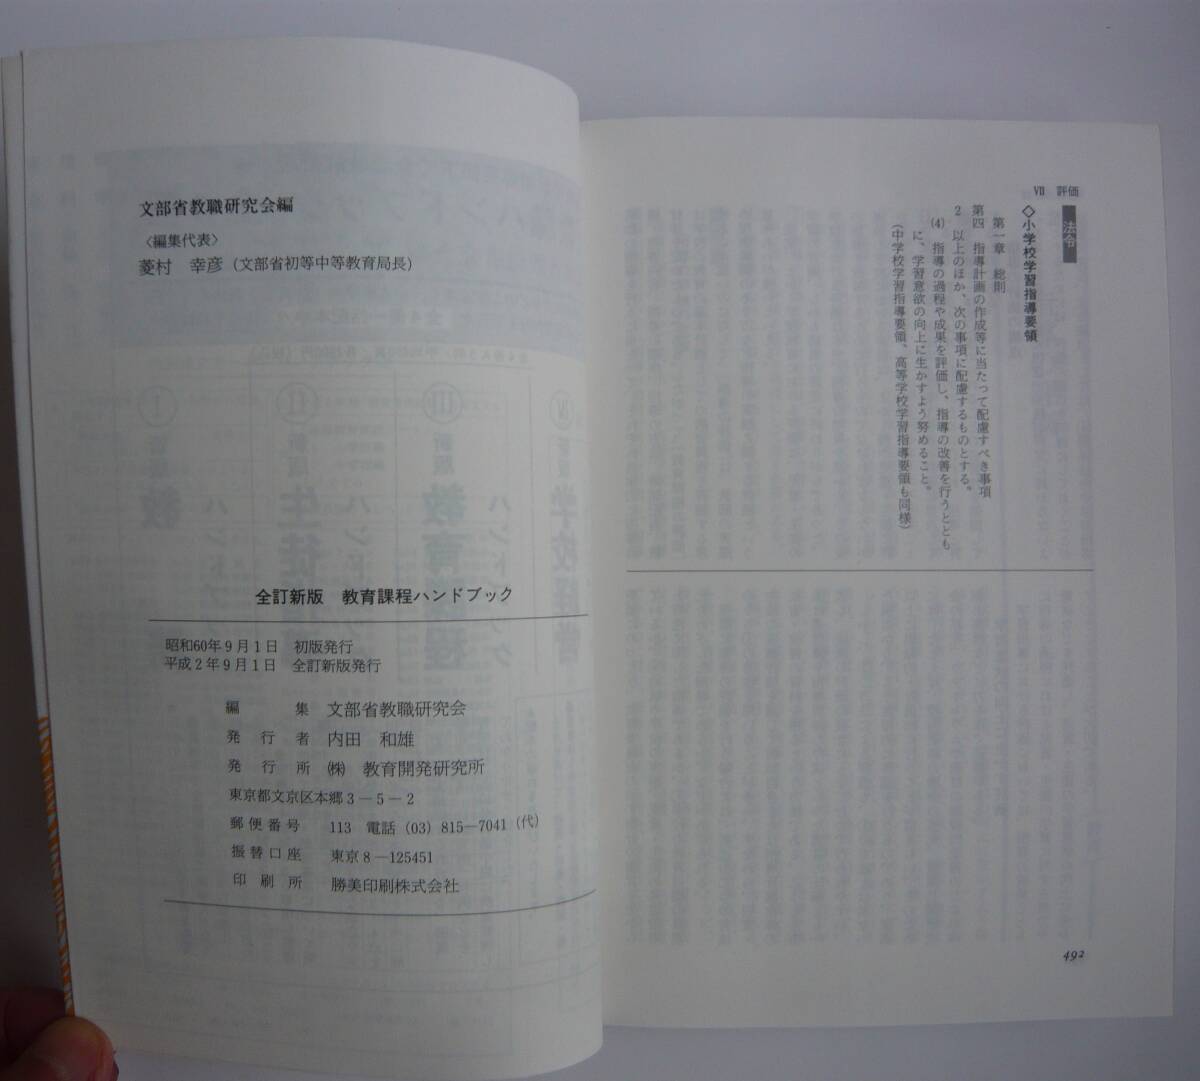 VII 評価
法令
◇小学校学習指導要領
第一章 総則
第四 指導計画の作成等に当たって配慮すべき事項
2 以上のほか、次の事項に配慮するものとする。
(4) 指導の過程や成果を評価し、指導の改善を行うととも
に、学習意欲の向上に生かすよう努めること。
(中学校学習指導要領、高等学校学習指導要領も同様)
492
文部省教職研究会編
〈編集代表〉
菱村 幸彦(文部省初等中等教育局長)
全訂新版 教育課程ハンドブック
昭和60年9月1日 初版発行
平成2年9月1日 全訂新版発行
編集 文部省教職研究会
発行者 内田 和雄
発行所 ㈱ 教育開発研究所
東京都文京区本郷3-5-2
郵便番号 113 電話(03)815-7041(代)
振替口座 東京8-125451
印刷所 勝美印刷株式会社